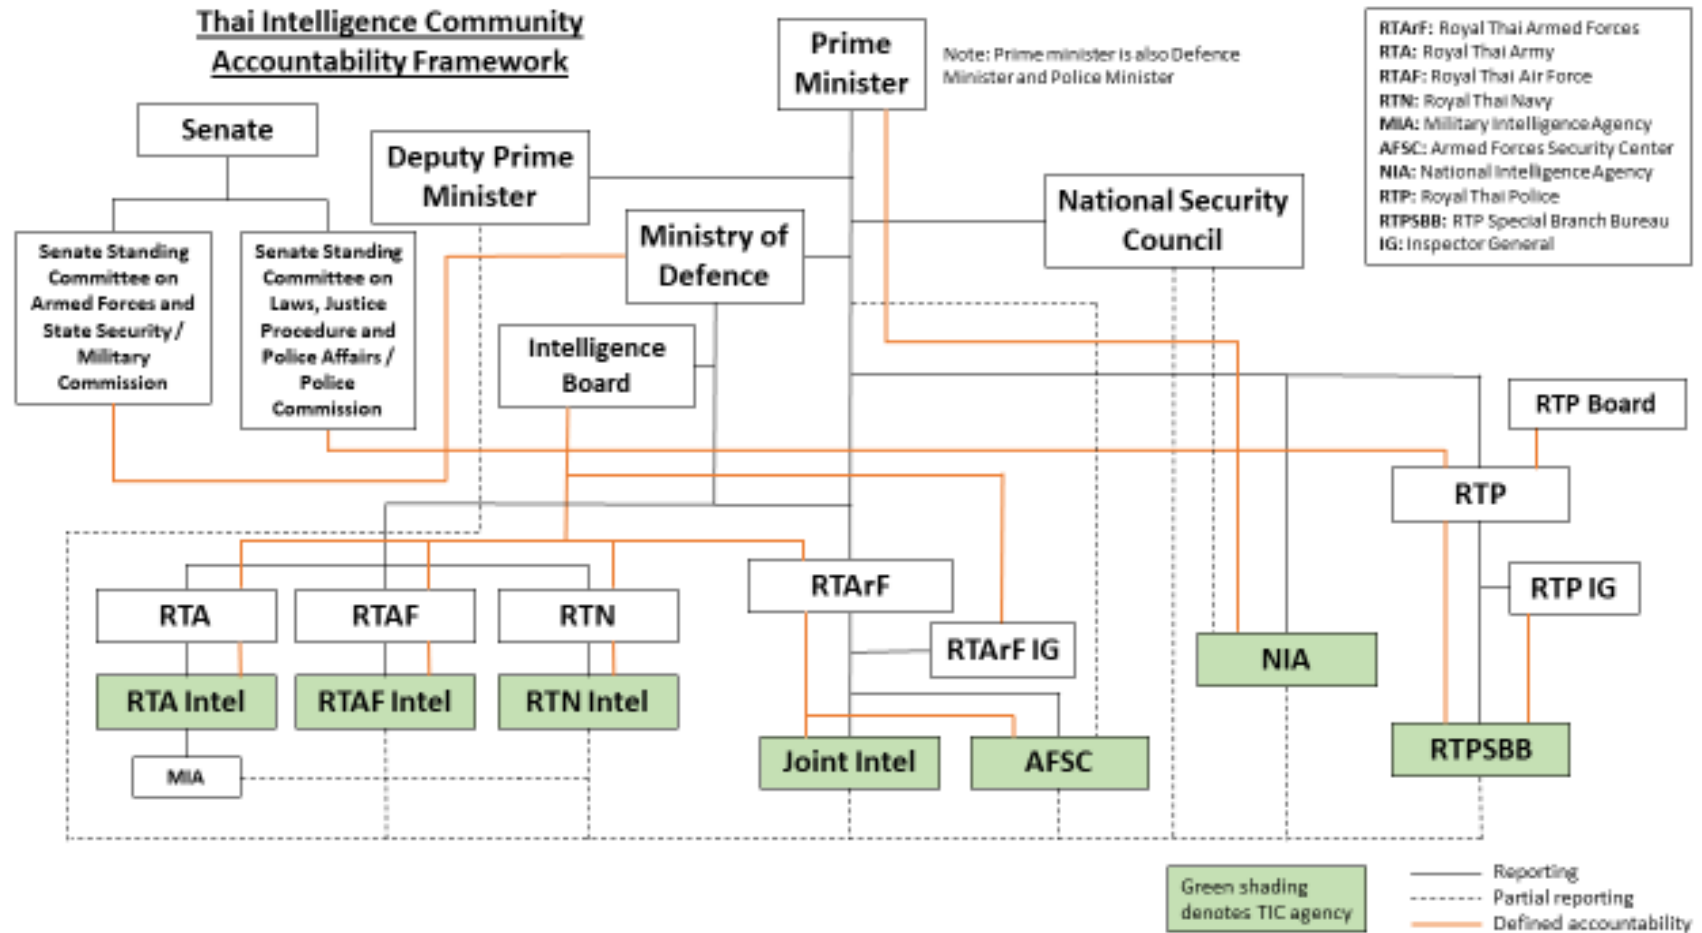 Thai Intelligence Community
Accountability Framework
Prime
Minister
Note: Prime minister is also Defence
Minister and Police Minister
RTArF: Royal Thai Armed Forces
RTA: Royal Thai Army
RTAF: Royal Thai Air Force
RTN: Royal Thai Navy
MIA: Military Intelligence Agency
AFSC: Armed Forces Security Center
NIA: National Intelligence Agency
RTP: Royal Thai Police
RTPSBB: RTP Special Branch Bureau
IG: Inspector General
Senate
Deputy Prime
Minister
National Security
Council
Ministry of
Defence
Senate Standing
Committee on
Armed Forces and
State Security /
Military
Commission
Senate Standing
Committee on
Laws, Justice
Procedure and
Police Affairs /
Police
Commission
Intelligence
Board
RTP Board
RTP
RTArF
RTP IG
RTA
RTAF
RTN
RTArF IG
NIA
RTA Intel
RTAF Intel
RTN Intel
Joint Intel
AFSC
RTPSBB
MIA
Green shading
denotes TIC agency
Reporting
Partial reporting
Defined accountability